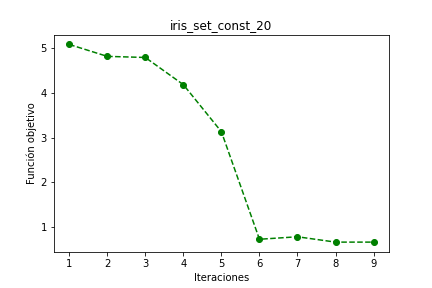 iris_set_const_20
Función objetivo
5
4
3
2
1
1 2 3 4 5 6 7 8 9
Iteraciones